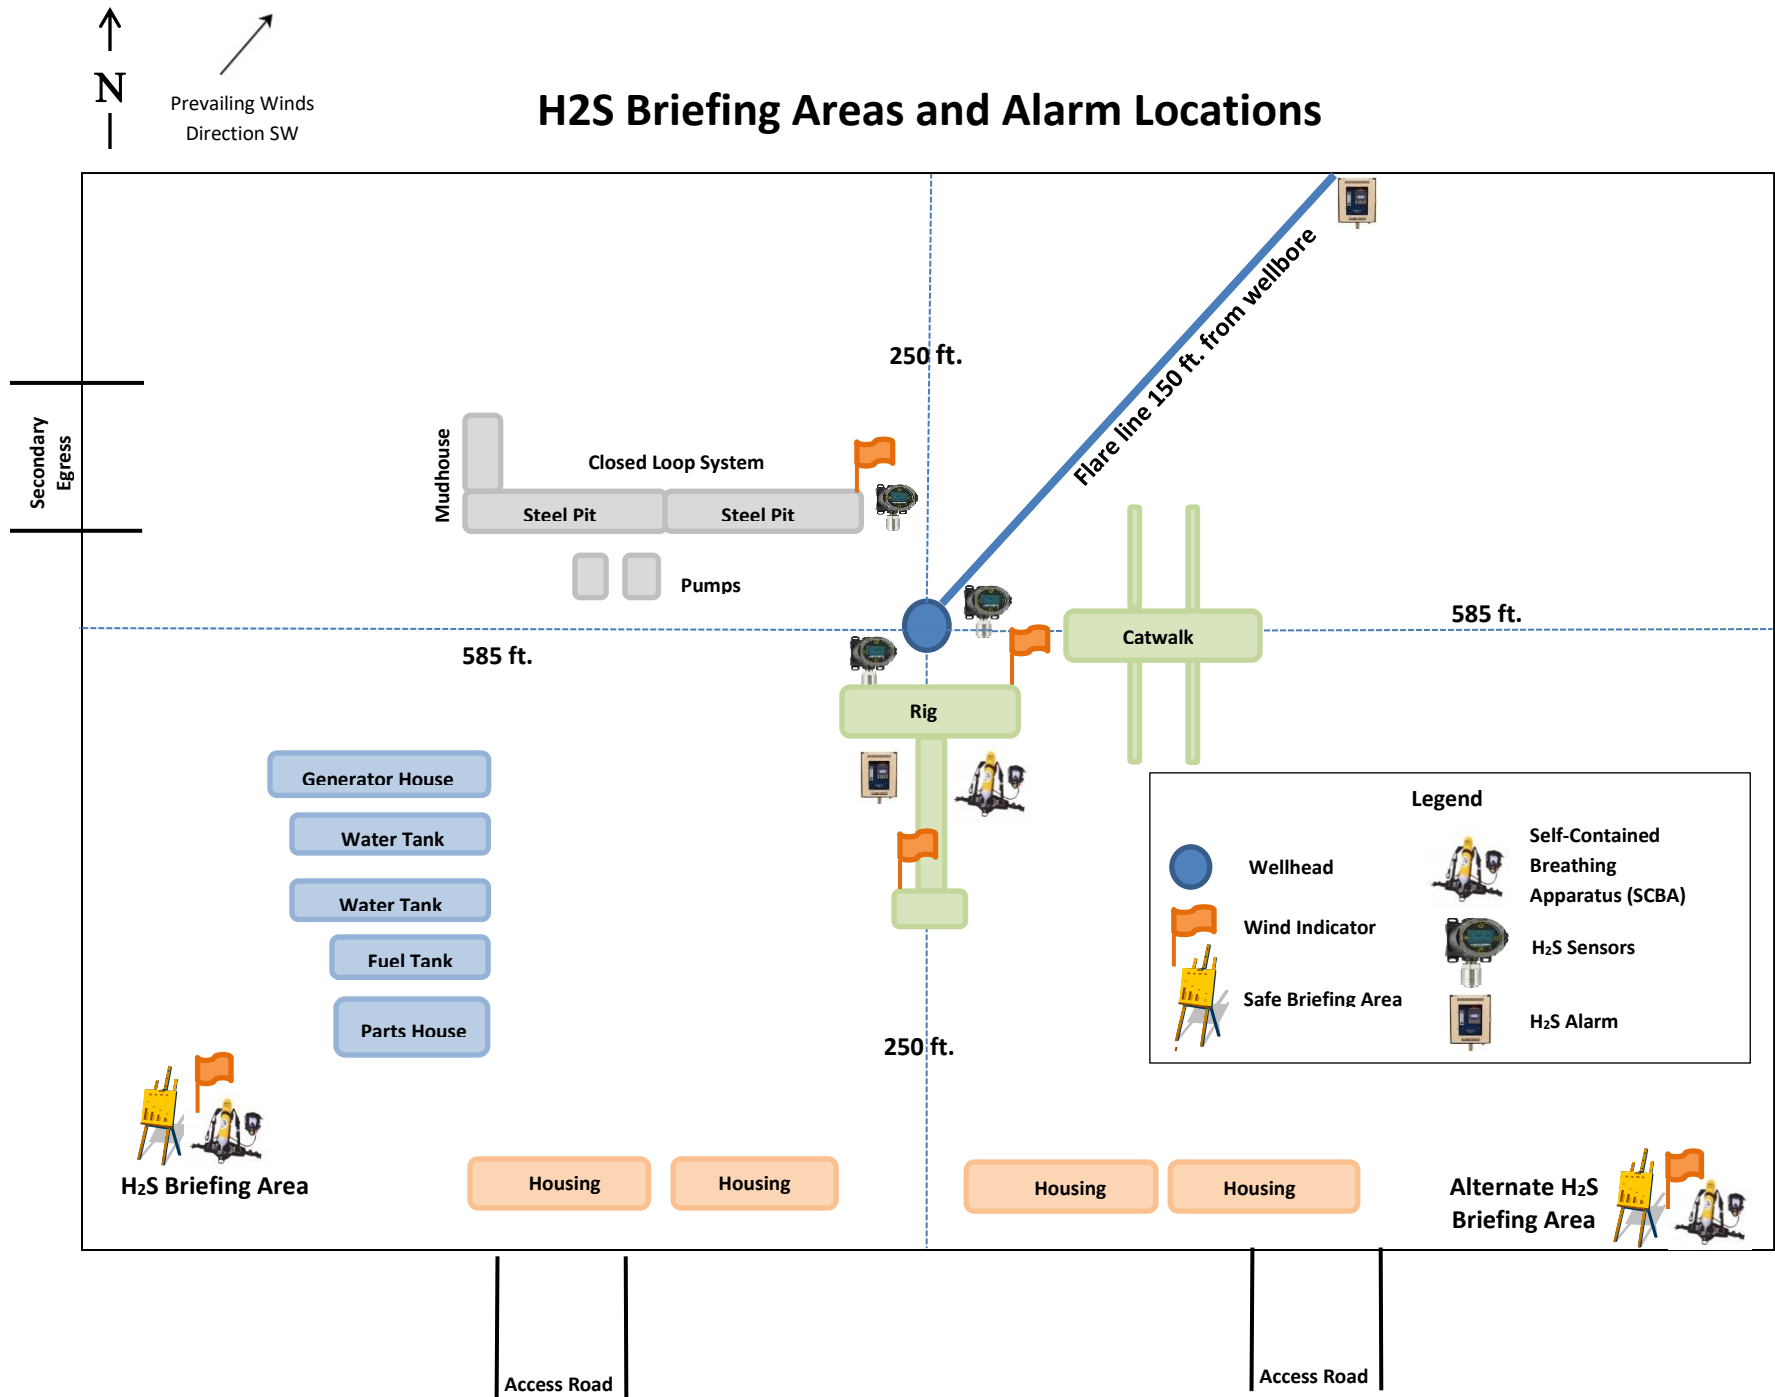 N
Prevailing Winds
Direction SW
H2S Briefing Areas and Alarm Locations
Flare line 150 ft. from wellbore
250 ft.
Secondary
Egress
Mudhouse
Closed Loop System
Steel Pit
Steel Pit
Pumps
585 ft.
Catwalk
585 ft.
Rig
Generator House
Water Tank
Water Tank
Fuel Tank
Parts House
250 ft.
Legend
Wellhead
Wind Indicator
Safe Briefing Area
Self-Contained
Breathing
Apparatus (SCBA)
H2S Sensors
H2S Alarm
H2S Briefing Area
Housing
Housing
Housing
Housing
Alternate H2S
Briefing Area
Access Road
Access Road